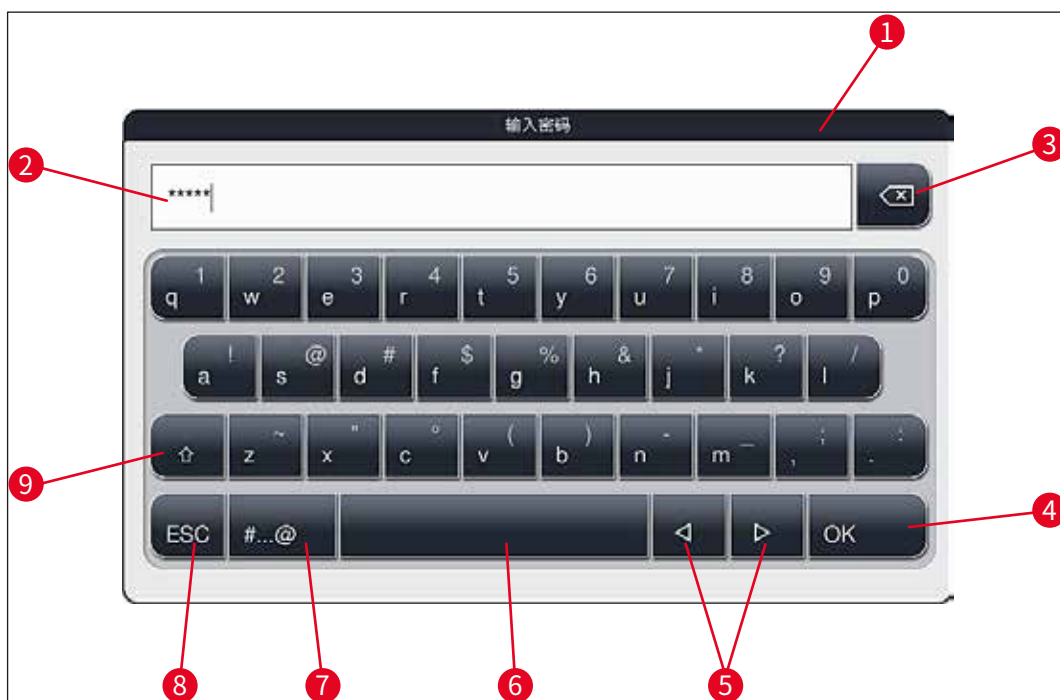 1
输入密码
2
3
*****
1 2 3 4 5 6 7 8 9 0
q w e r t y u i o p
! @ # $ % & * ? /
a s d f g h j k l
~ " ° ( ) - _ ; :
z x c v b n m , .
9
4
ESC #...@ OK
8 7 6 5